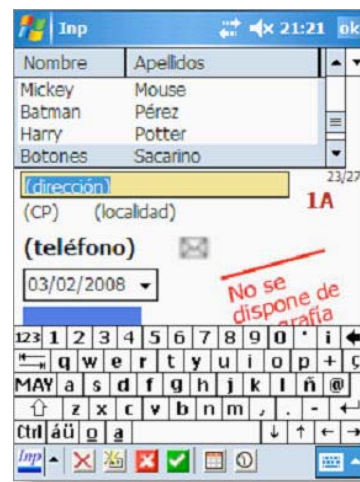 Inp 21:21 ok
Nombre Apellidos
Mickey Mouse
Batman Pérez
Harry Potter
Botones Sacarino
(dirección) 23/27
(CP) (localidad) 1A
(teléfono)
03/02/2008
No se
dispone de
123 1 2 3 4 5 6 7 8 9 0 ' ¡
q w e r t y u i o p + ç
MAY a s d f g h j k l ñ @
z x c v b n m , . -
Ctrl áü º ª
Inp